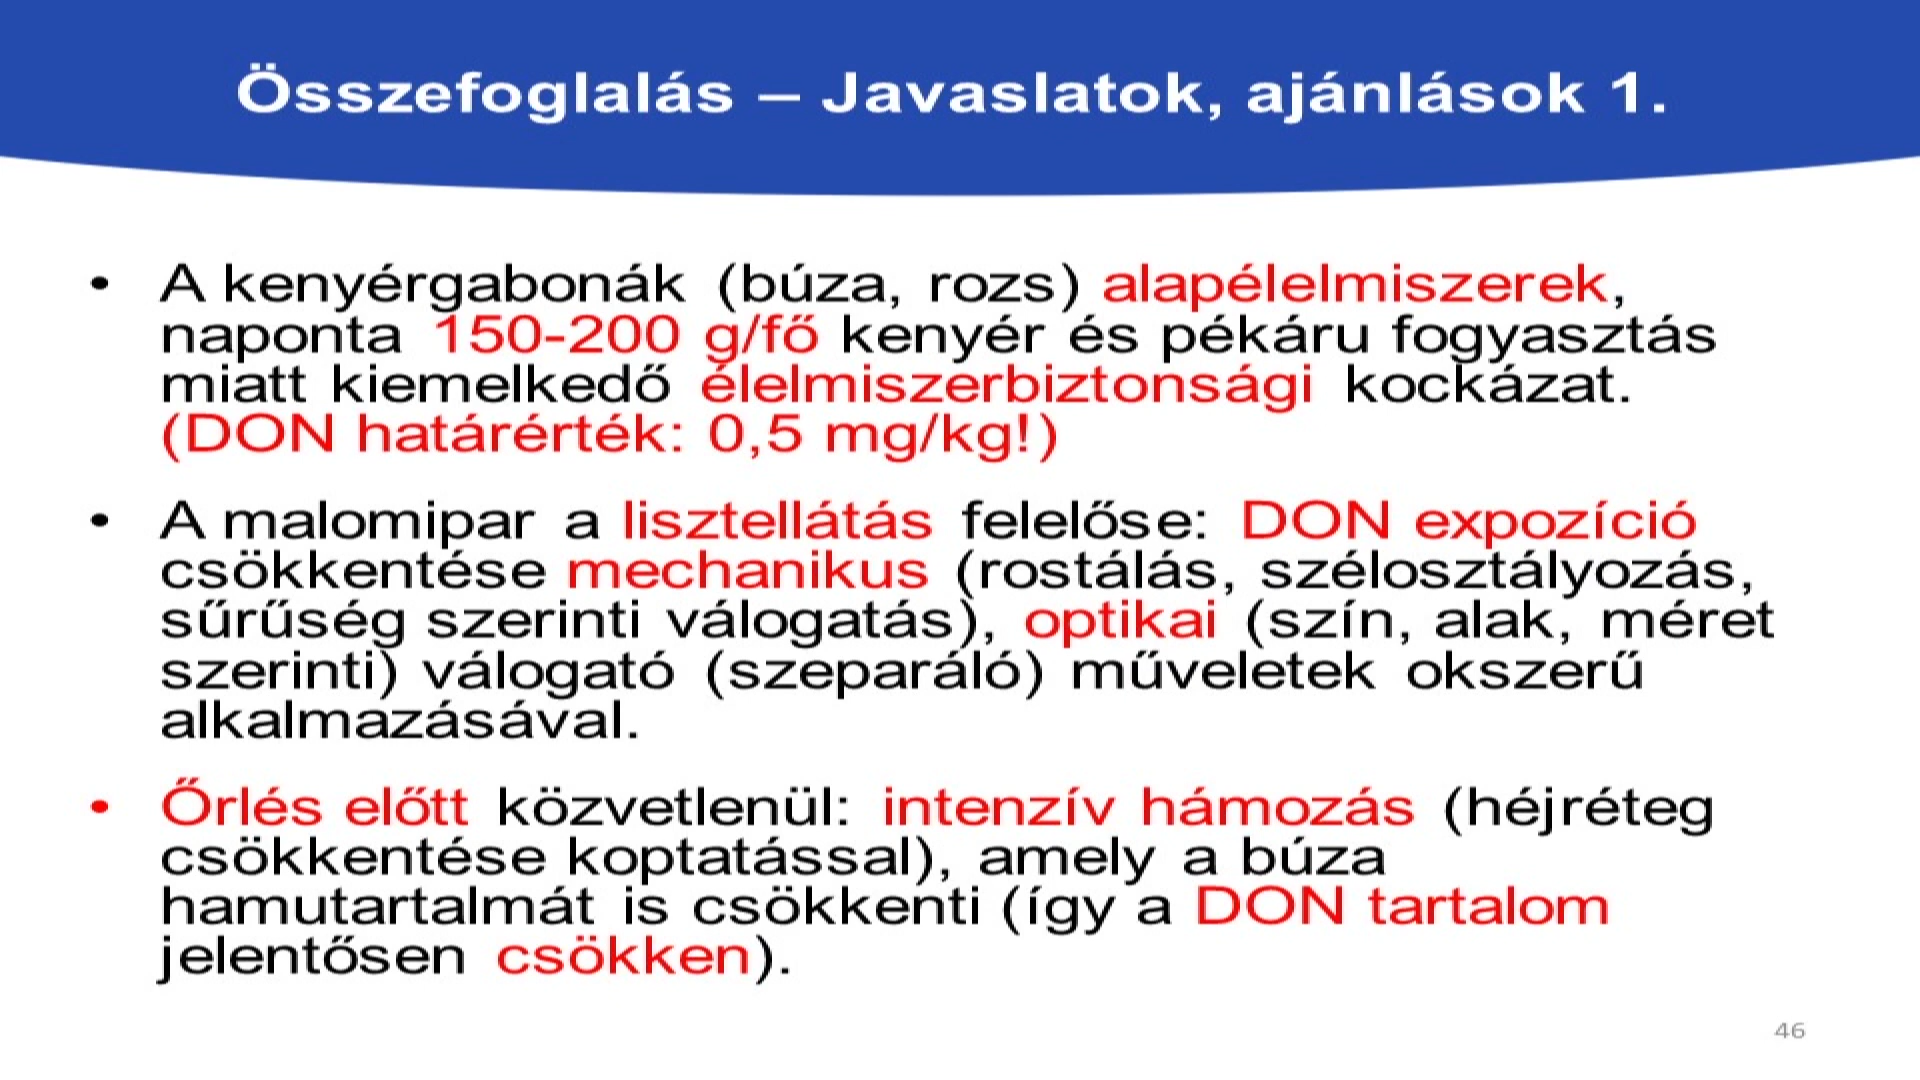 Összefoglalás – Javaslatok, ajánlások 1.
• A kenyérgabonák (búza, rozs) alapélelmiszerek,
naponta 150-200 g/fő kenyér és pékáru fogyasztás
miatt kiemelkedő élelmiszerbiztonsági kockázat.
(DON határérték: 0,5 mg/kg!)
• A malomipar a lisztellátás felelőse: DON expozíció
csökkentése mechanikus (rostálás, szélosztályozás,
sűrűség szerinti válogatás), optikai (szín, alak, méret
szerinti) válogató (szeparáló) műveletek okszerű
alkalmazásával.
• Őrlés előtt közvetlenül: intenzív hámozás (héjréteg
csökkentése koptatással), amely a búza
hamutartalmát is csökkenti (így a DON tartalom
jelentősen csökken).
46